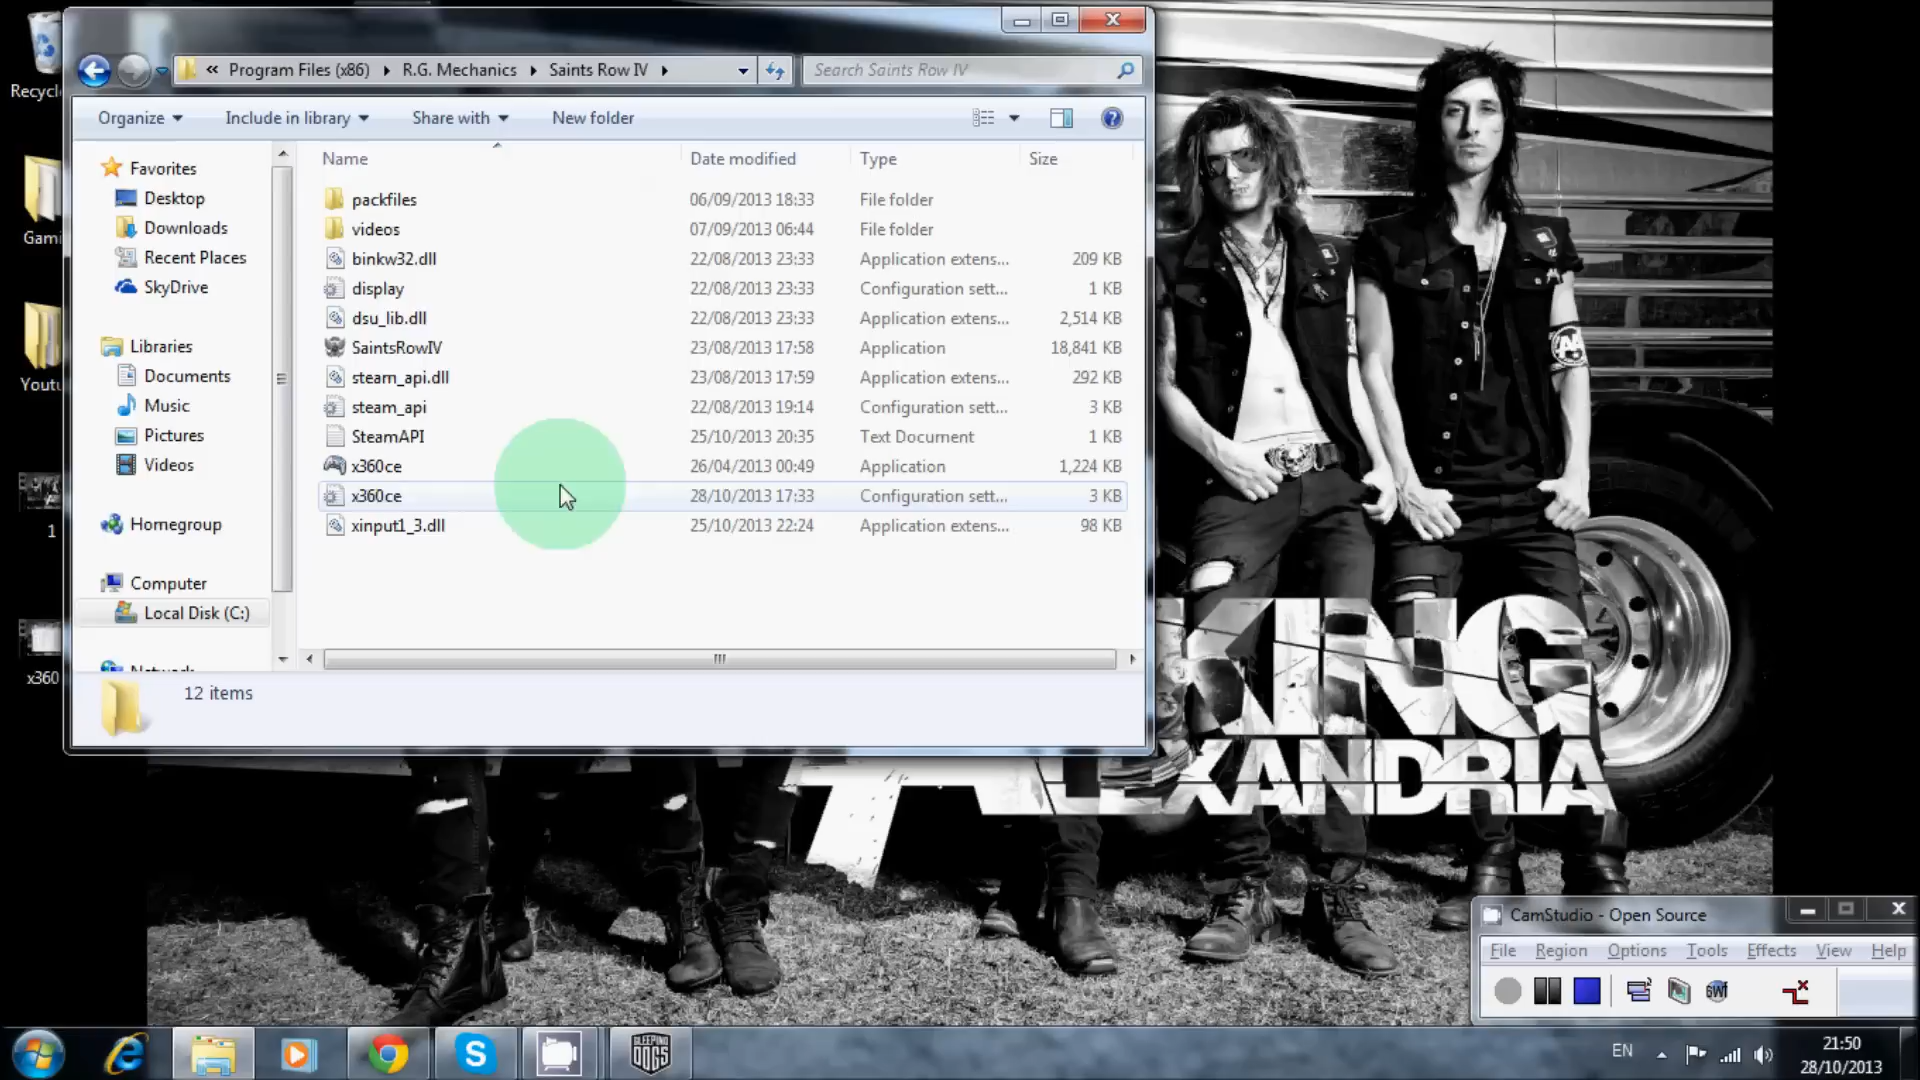 Recycl
Gami
Youtu
1
x360
« Program Files (x86) ▸ R.G. Mechanics ▸ Saints Row IV ▸
Search Saints Row IV
Organize
Include in library
Share with
New folder
Favorites
Desktop
Downloads
Recent Places
SkyDrive
Libraries
Documents
Music
Pictures
Videos
Homegroup
Computer
Local Disk (C:)
Network
Name Date modified Type Size
packfiles 06/09/2013 18:33 File folder
videos 07/09/2013 06:44 File folder
binkw32.dll 22/08/2013 23:33 Application extens... 209 KB
display 22/08/2013 23:33 Configuration sett... 1 KB
dsu_lib.dll 22/08/2013 23:33 Application extens... 2,514 KB
SaintsRowIV 23/08/2013 17:58 Application 18,841 KB
steam_api.dll 23/08/2013 17:59 Application extens... 292 KB
steam_api 22/08/2013 19:14 Configuration sett... 3 KB
SteamAPI 25/10/2013 20:35 Text Document 1 KB
x360ce 26/04/2013 00:49 Application 1,224 KB
x360ce 28/10/2013 17:33 Configuration sett... 3 KB
xinput1_3.dll 25/10/2013 22:24 Application extens... 98 KB
12 items
AA
KING
ALEXANDRIA
CamStudio - Open Source
File Region Options Tools Effects View Help
SWF
SLEEPING
DOGS
EN
21:50
28/10/2013